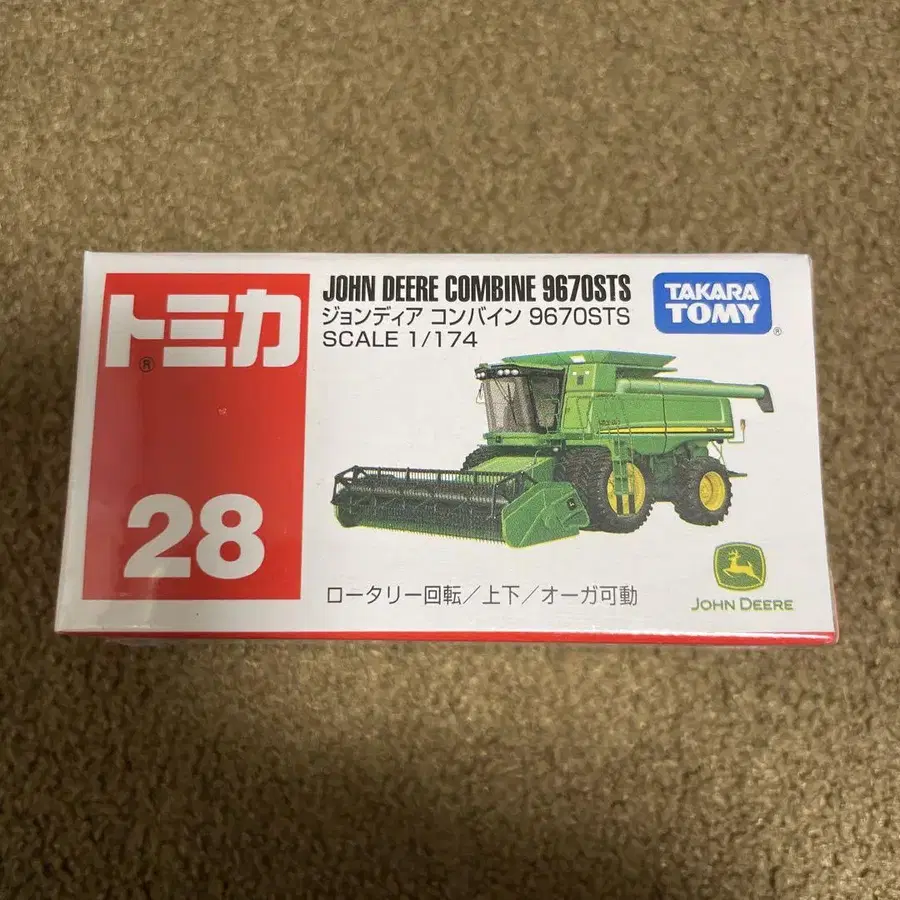 トミカ®
28
JOHN DEERE COMBINE 9670STS
ジョンディア コンバイン 9670STS
SCALE 1/174
TAKARA
TOMY®
ロータリー回転／上下／オーガ可動
JOHN DEERE